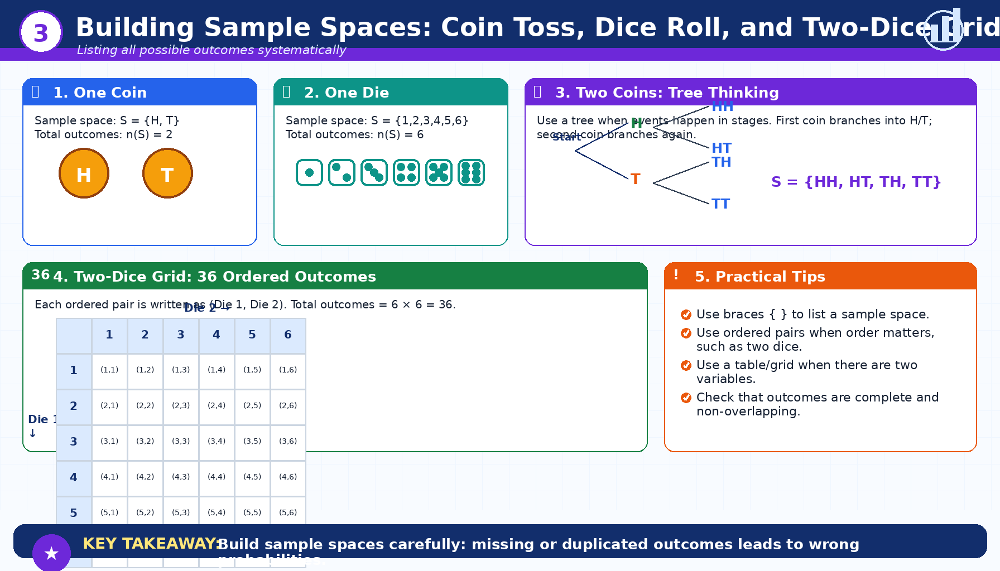 3
Building Sample Spaces: Coin Toss, Dice Roll, and Two-Dice Grid
Listing all possible outcomes systematically
1. One Coin
Sample space: S = {H, T}
Total outcomes: n(S) = 2
H T
2. One Die
Sample space: S = {1,2,3,4,5,6}
Total outcomes: n(S) = 6
3. Two Coins: Tree Thinking
Use a tree when events happen in stages. First coin branches into H/T;
second coin branches again.
Start
H
T
HH
HT
TH
TT
S = {HH, HT, TH, TT}
36 4. Two-Dice Grid: 36 Ordered Outcomes
Each ordered pair is written as (Die 1, Die 2). Total outcomes = 6 × 6 = 36.
Die 2 →
Die 1
↓
1 2 3 4 5 6
1 (1,1) (1,2) (1,3) (1,4) (1,5) (1,6)
2 (2,1) (2,2) (2,3) (2,4) (2,5) (2,6)
3 (3,1) (3,2) (3,3) (3,4) (3,5) (3,6)
4 (4,1) (4,2) (4,3) (4,4) (4,5) (4,6)
5 (5,1) (5,2) (5,3) (5,4) (5,5) (5,6)
! 5. Practical Tips
Use braces { } to list a sample space.
Use ordered pairs when order matters,
such as two dice.
Use a table/grid when there are two
variables.
Check that outcomes are complete and
non-overlapping.
KEY TAKEAWAY: Build sample spaces carefully: missing or duplicated outcomes leads to wrong
probabilities.